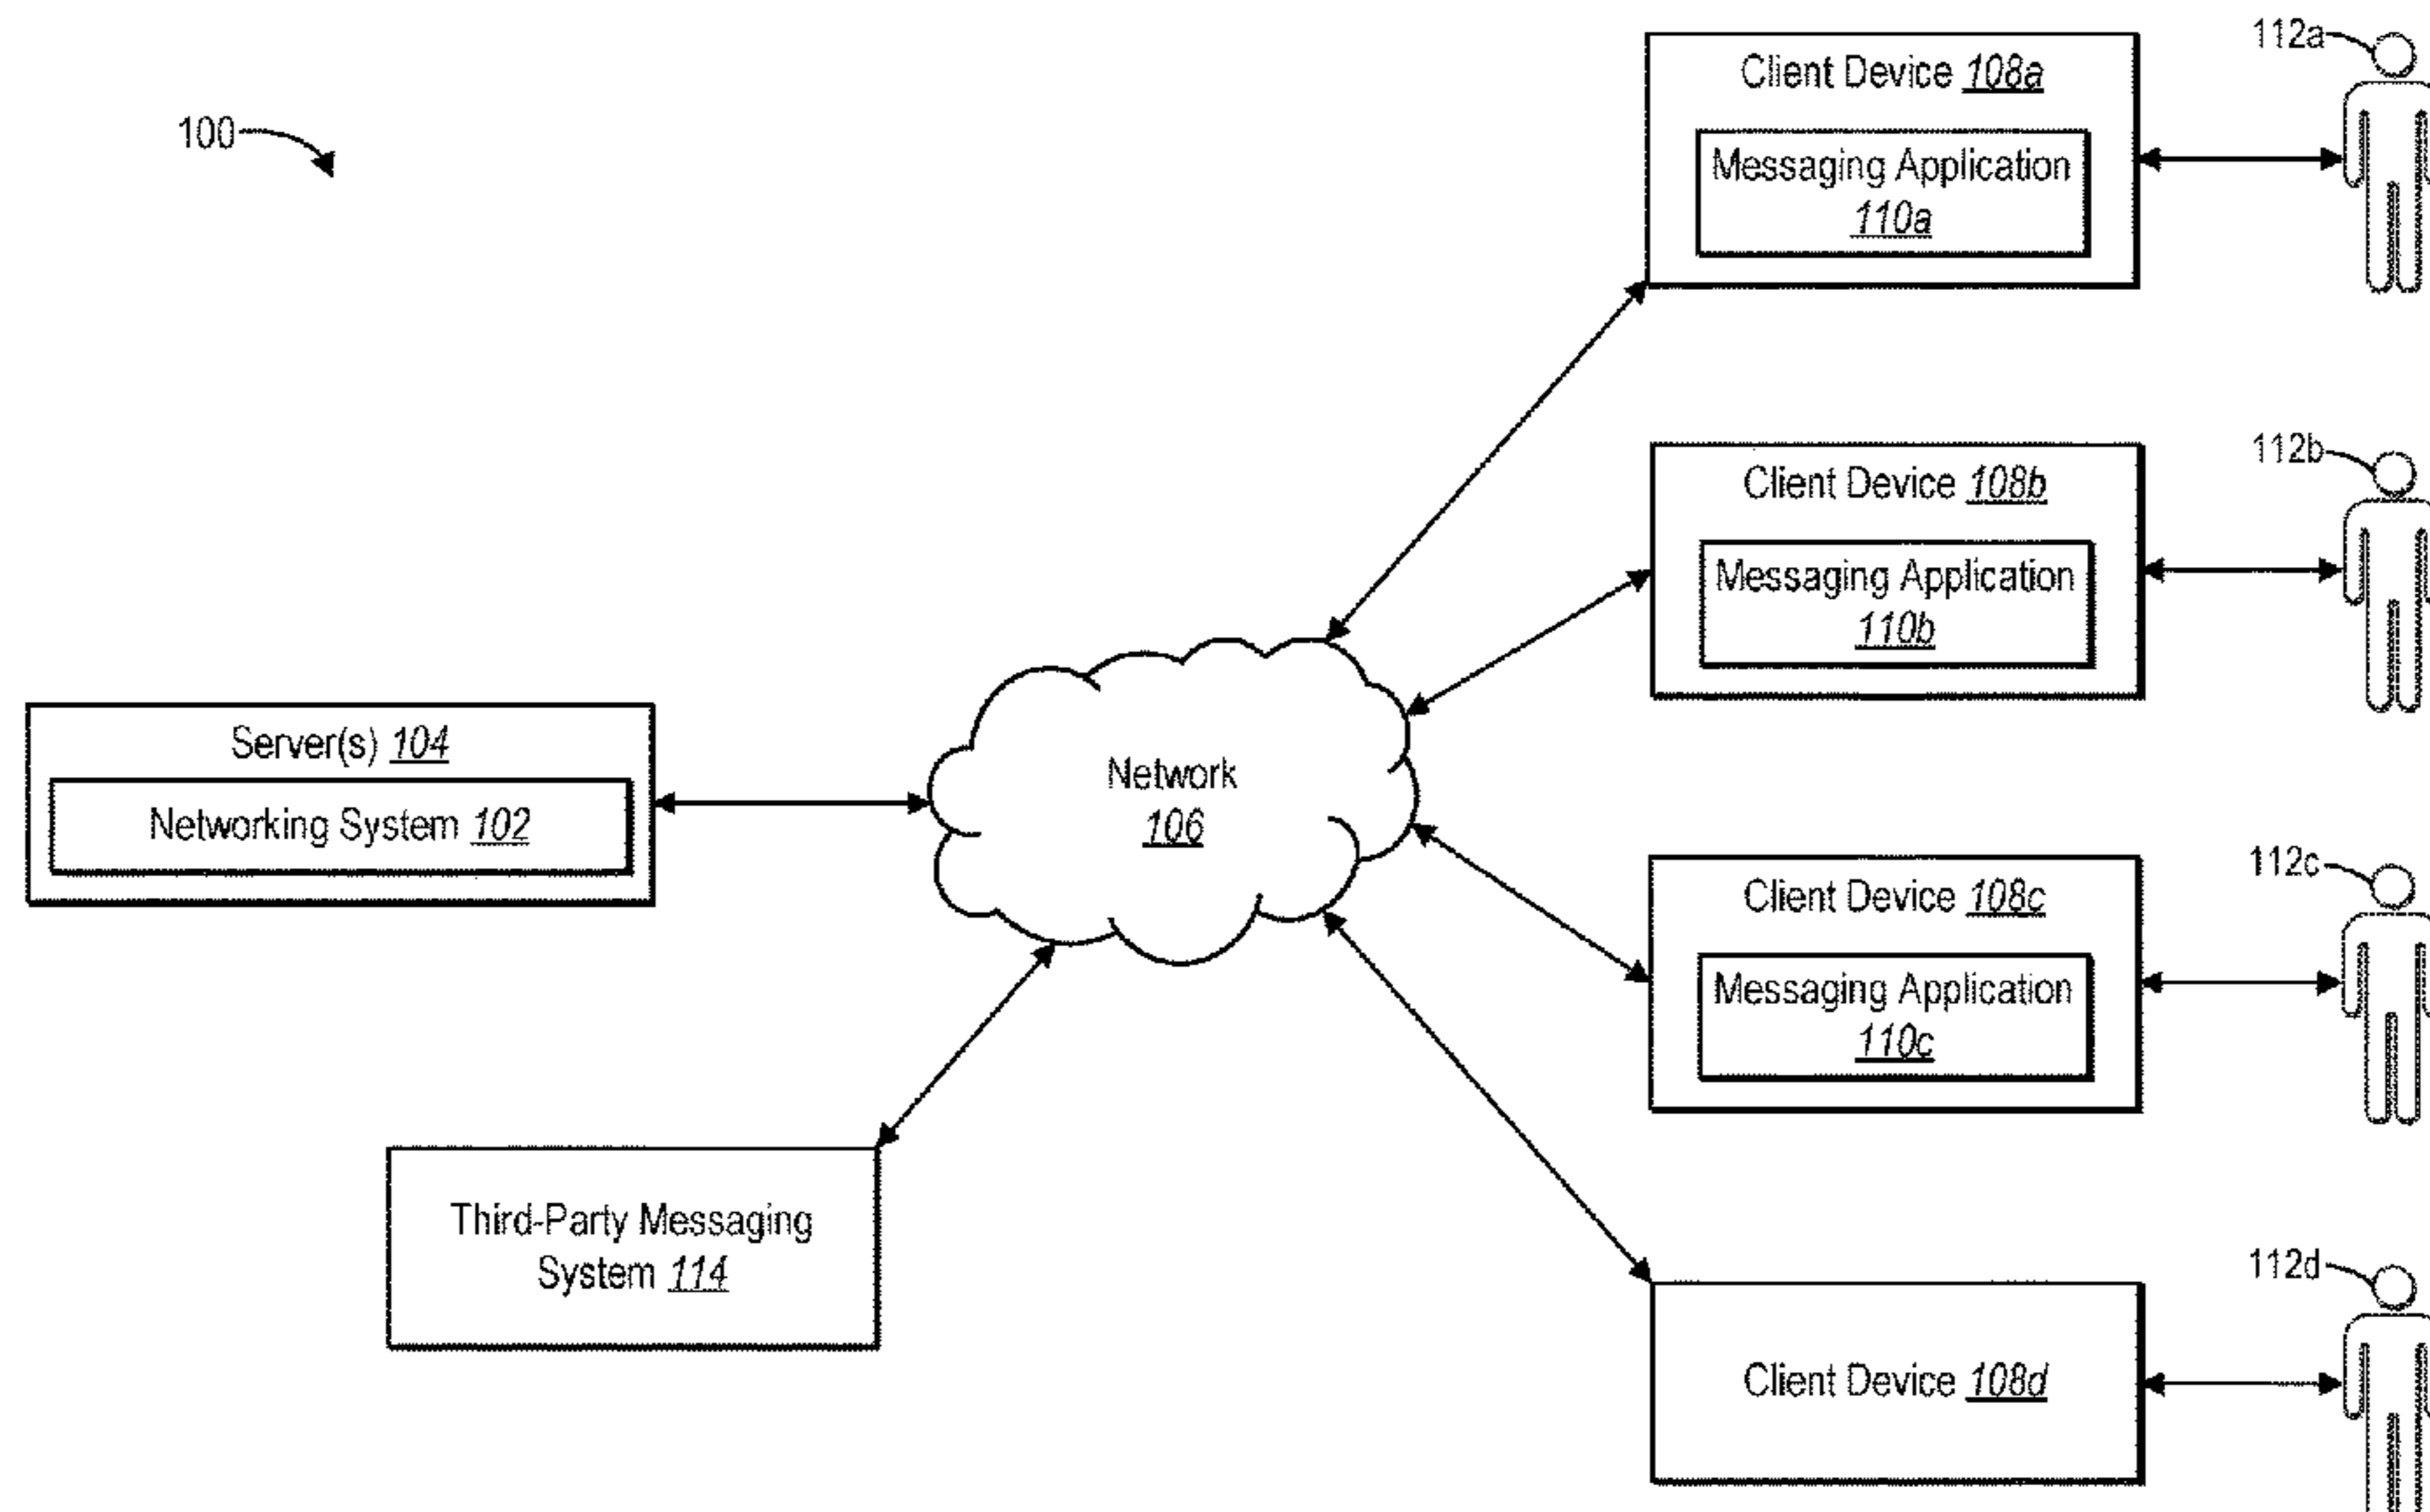 100
112a
Client Device 108a
Messaging Application
110a
112b
Client Device 108b
Messaging Application
110b
Server(s) 104
Networking System 102
Network
106
112c
Client Device 108c
Messaging Application
110c
Third-Party Messaging
System 114
112d
Client Device 108d